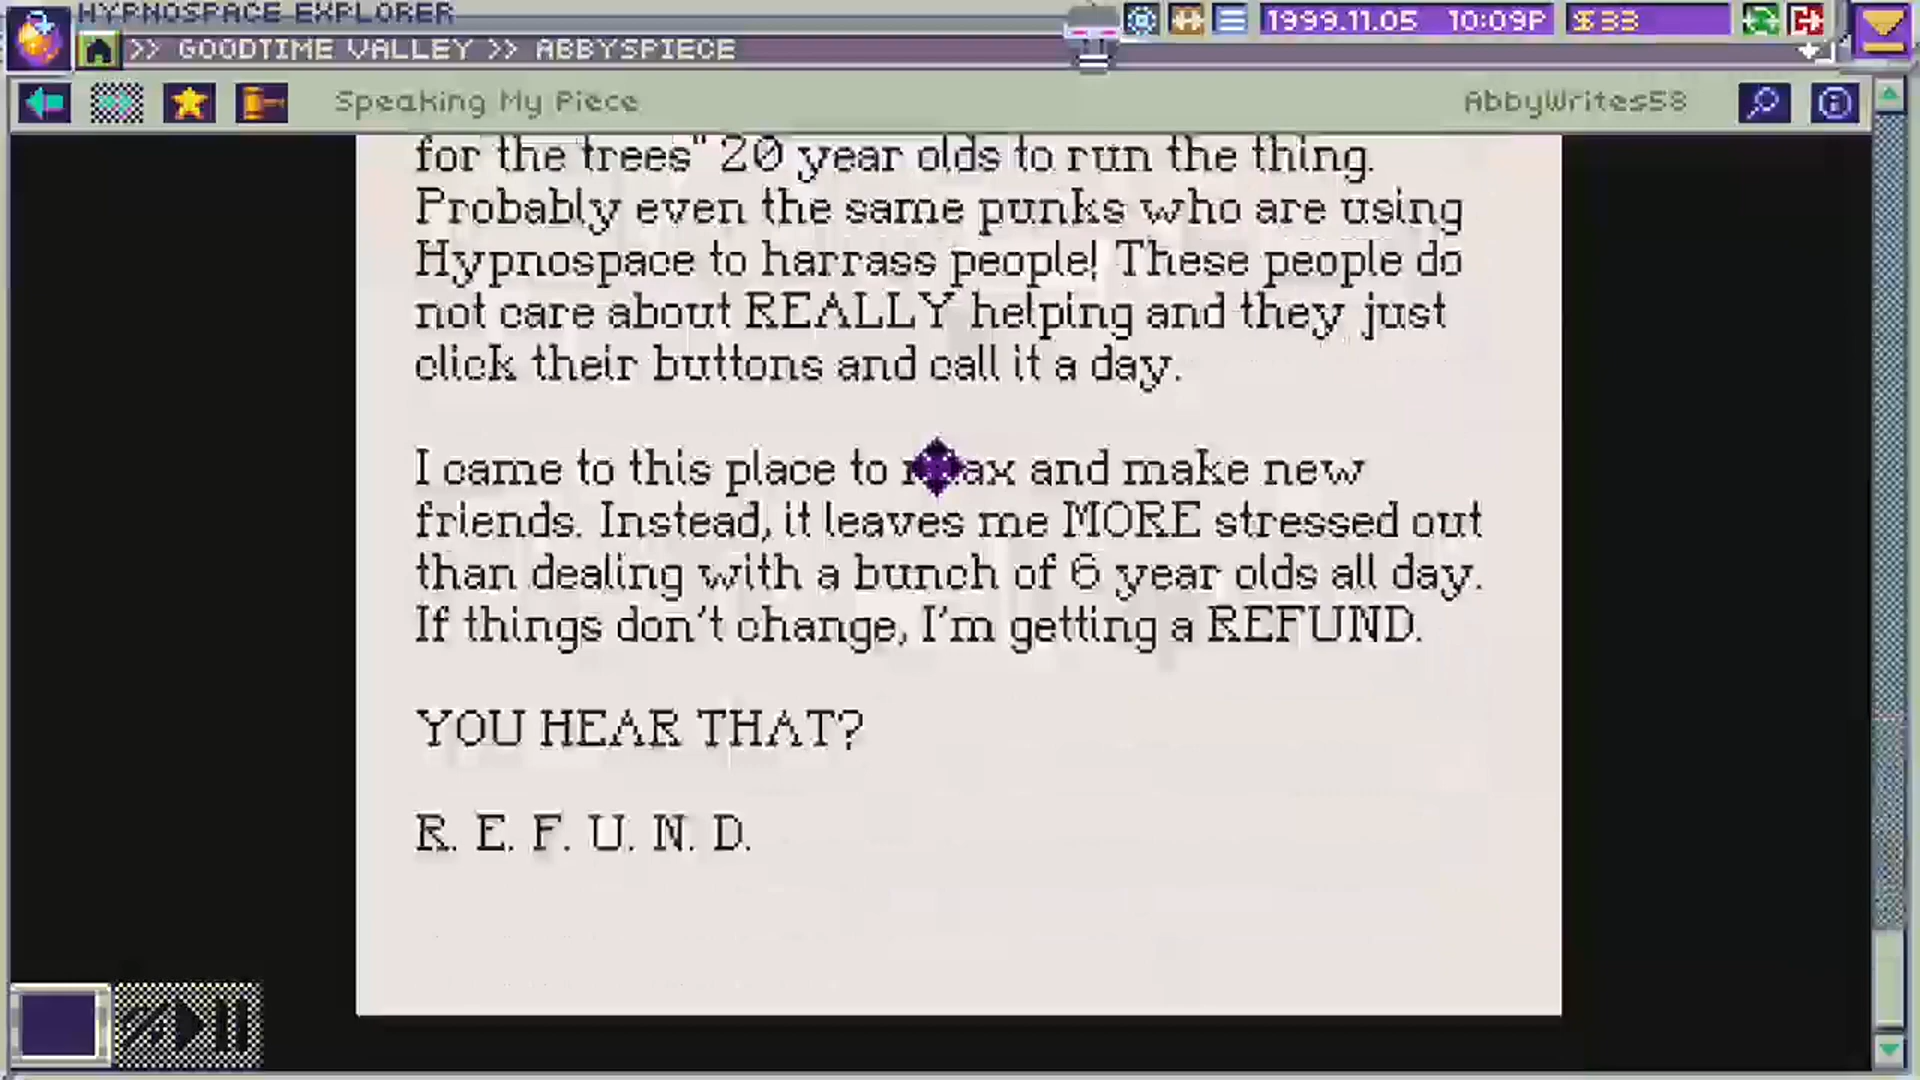 HYPNOSPACE EXPLORER
1999.11.05 10:09P
$33
>> GOODTIME VALLEY >> ABBYSPIECE
Speaking My Piece
AbbyWrites58
for the trees" 20 year olds to run the thing.
Probably even the same punks who are using
Hypnospace to harrass people! These people do
not care about REALLY helping and they just
click their buttons and call it a day.
I came to this place to and make new
friends. Instead, it leaves me MORE stressed out
than dealing with a bunch of 6 year olds all day.
If things don't change, I'm getting a REFUND.
YOU HEAR THAT?
R. E. F. U. N. D.